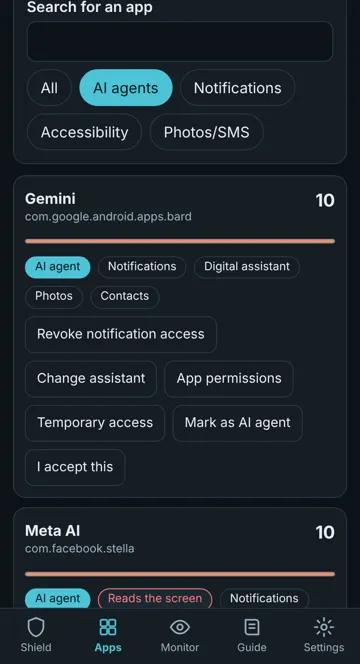 Search for an app
All AI agents Notifications
Accessibility Photos/SMS
Gemini 10
com.google.android.apps.bard
AI agent Notifications Digital assistant
Photos Contacts
Revoke notification access
Change assistant App permissions
Temporary access Mark as AI agent
I accept this
Meta AI 10
com.facebook.stella
AI agent Reads the screen Notifications
Shield Apps Monitor Guide Settings